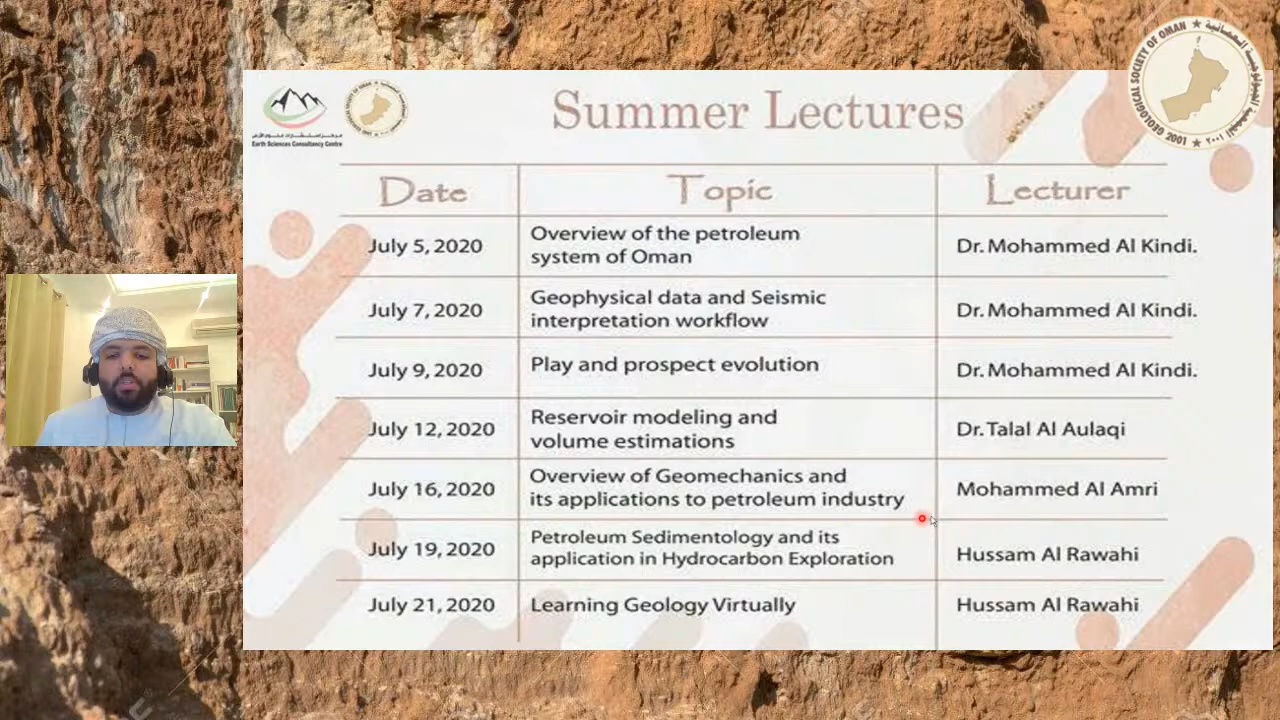 Summer Lectures
مركز استشارات علوم الأرض
Earth Sciences Consultancy Centre
GEOLOGICAL SOCIETY OF OMAN
2001
٢٠٠١
Date Topic Lecturer
July 5, 2020 Overview of the petroleum system of Oman Dr. Mohammed Al Kindi.
July 7, 2020 Geophysical data and Seismic interpretation workflow Dr. Mohammed Al Kindi.
July 9, 2020 Play and prospect evolution Dr. Mohammed Al Kindi.
July 12, 2020 Reservoir modeling and volume estimations Dr. Talal Al Aulaqi
July 16, 2020 Overview of Geomechanics and its applications to petroleum industry Mohammed Al Amri
July 19, 2020 Petroleum Sedimentology and its application in Hydrocarbon Exploration Hussam Al Rawahi
July 21, 2020 Learning Geology Virtually Hussam Al Rawahi